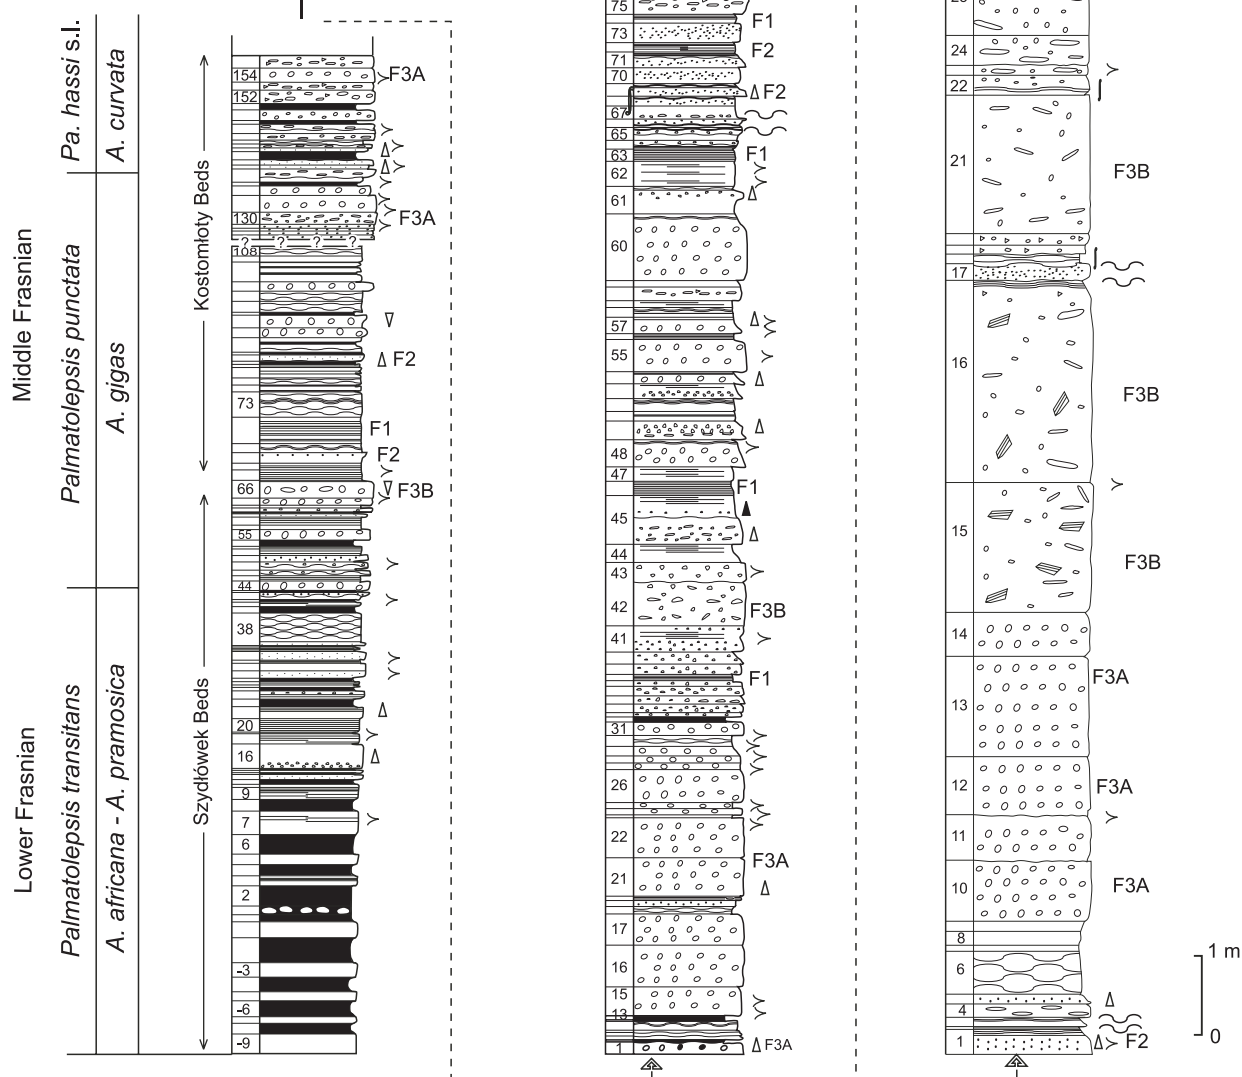 Pa. hassi s.l.
A. curvata
Middle Frasnian
Palmatolepis punctata
A. gigas
Lower Frasnian
Palmatolepis transitans
A. africana - A. pramosica
Kostomłoty Beds
Szydłówek Beds
154
F3A
152
130
F3A
? ? ? ?
108
F2
73
F1
F2
66
F3B
55
44
38
20
16
9
7
6
2
-3
-6
-9
75
F1
73
F2
71
70
F2
67
65
63
F1
62
61
60
57
55
48
47
F1
45
44
43
42
F3B
41
F1
31
26
22
F3A
21
17
16
15
13
1
F3A
24
22
21
F3B
17
16
F3B
15
F3B
14
F3A
13
12
F3A
11
10
F3A
8
6
4
1
F2
1 m
0